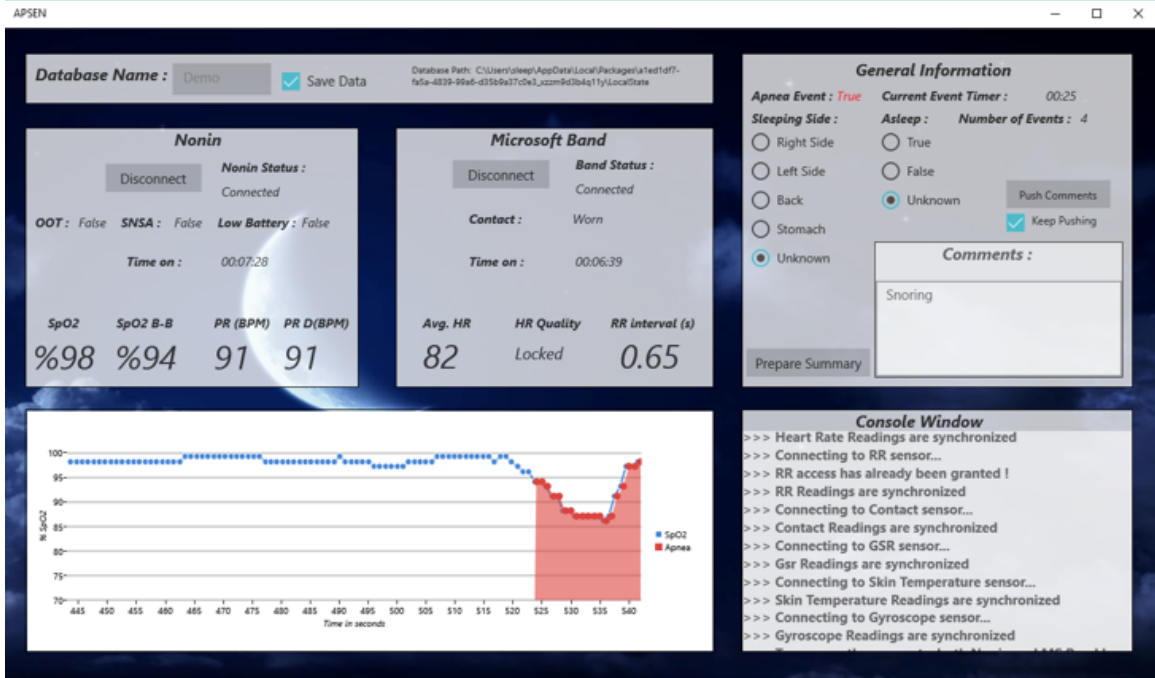 APSEN
Database Name :
Demo
Save Data
Database Path: C:\Users\sleep\AppData\Local\Packages\a1ed1df7-
fa5a-4839-99a6-d35b9a37c0e3_xzzm9d3b4q11y\LocalState
Nonin
Disconnect
Nonin Status :
Connected
OOT : False SNSA : False Low Battery : False
Time on : 00:07:28
SpO2 SpO2 B-B PR (BPM) PR D(BPM)
%98 %94 91 91
Microsoft Band
Disconnect
Band Status :
Connected
Contact : Worn
Time on : 00:06:39
Avg. HR HR Quality RR interval (s)
82 Locked 0.65
General Information
Apnea Event : True Current Event Timer : 00:25
Sleeping Side : Asleep : Number of Events : 4
Right Side True
Left Side False
Back Unknown Push Comments
Stomach Keep Pushing
Unknown
Comments :
Snoring
Prepare Summary
100
95
90
85
80
75
70
% SpO2
445 450 455 460 465 470 475 480 485 490 495 500 505 510 515 520 525 530 535 540
Time in seconds
SpO2
Apnea
Console Window
>>> Heart Rate Readings are synchronized
>>> Connecting to RR sensor...
>>> RR access has already been granted !
>>> RR Readings are synchronized
>>> Connecting to Contact sensor...
>>> Contact Readings are synchronized
>>> Connecting to GSR sensor...
>>> Gsr Readings are synchronized
>>> Connecting to Skin Temperature sensor...
>>> Skin Temperature Readings are synchronized
>>> Connecting to Gyroscope sensor...
>>> Gyroscope Readings are synchronized